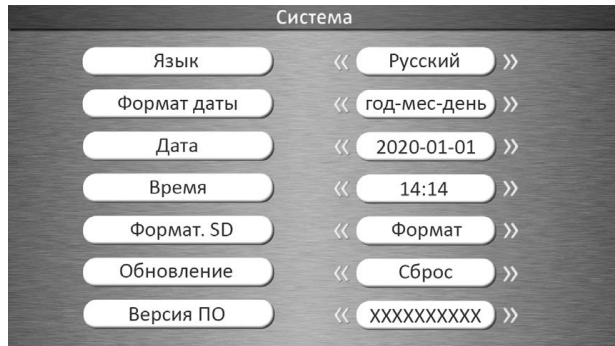 Система
Язык Русский
Формат даты год-мес-день
Дата 2020-01-01
Время 14:14
Формат. SD Формат
Обновление Сброс
Версия ПО XXXXXXXXXX